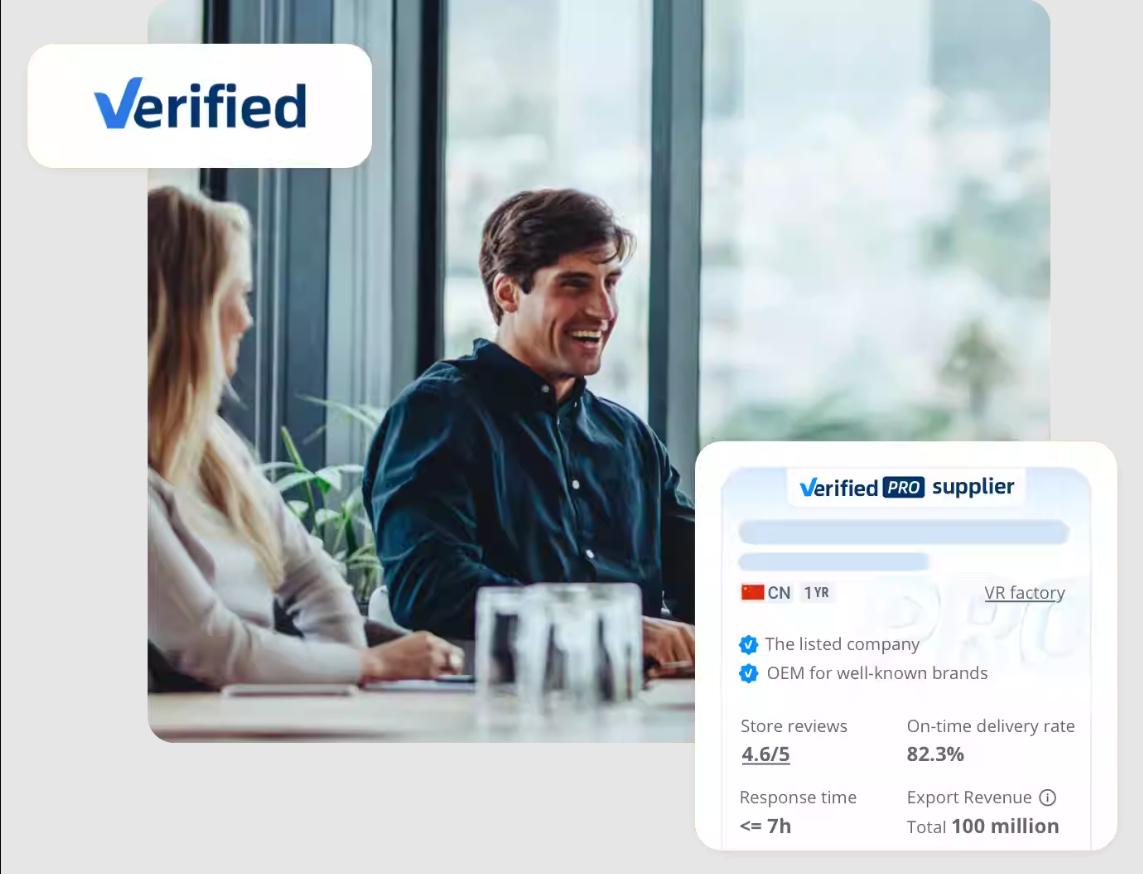 Verified
Verified PRO supplier
CN 1YR VR factory
The listed company
OEM for well-known brands
Store reviews On-time delivery rate
4.6/5 82.3%
Response time Export Revenue
<= 7h Total 100 million
PRO